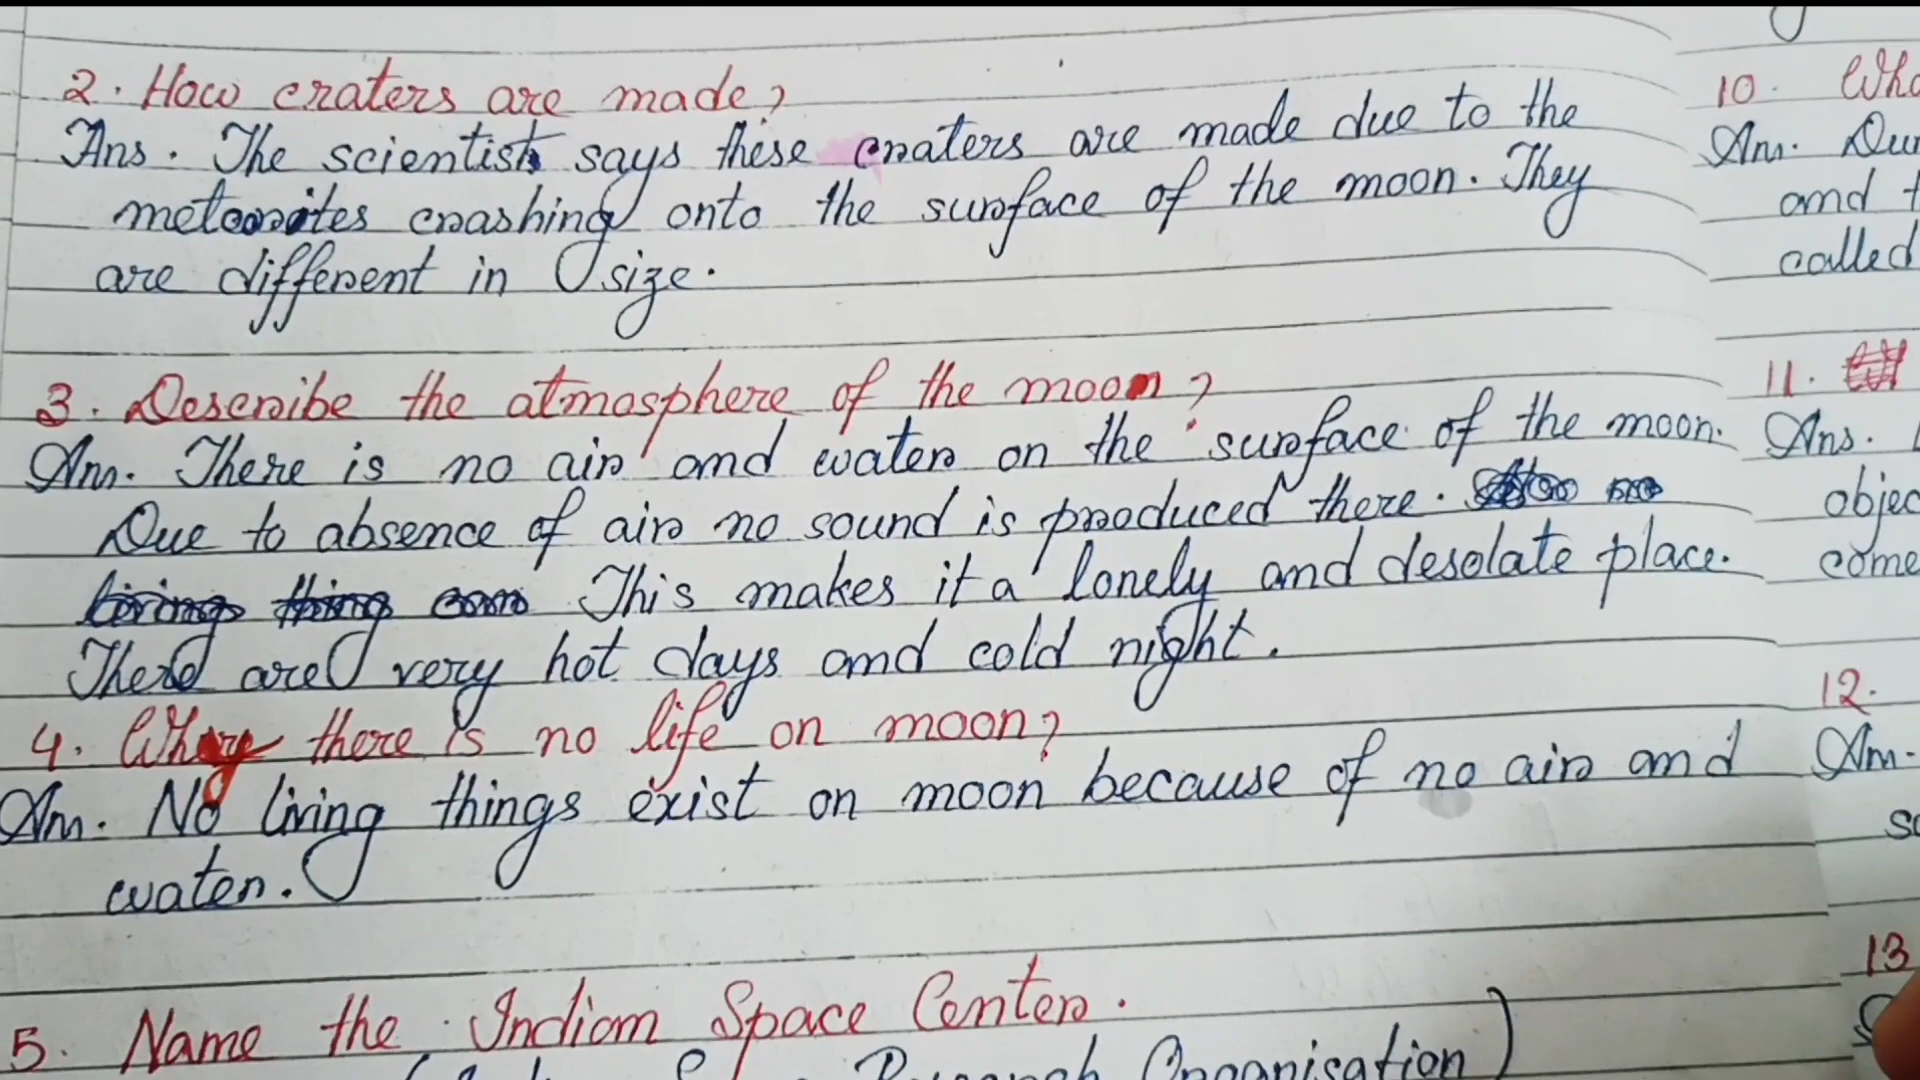 2. How craters are made?
Ans. The scientist says these craters are made due to the
meteorites crashing onto the surface of the moon. They
are different in size.
3. Describe the atmosphere of the moon?
Ans. There is no air and water on the surface of the moon.
Due to absence of air no sound is produced there.
This makes it a lonely and desolate place.
There are very hot days and cold night.
4. Why there is no life on moon?
Ans. No living things exist on moon because of no air and
water.
5. Name the Indian Space Center.
Research Organisation)
10.
Ans.
and
called
11.
Ans.
come
12.
Ans.
13